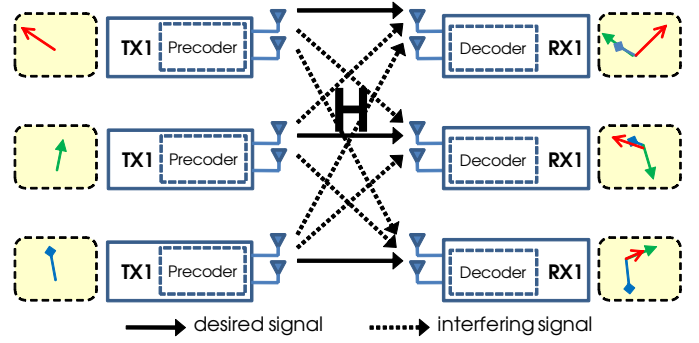 TX1 Precoder Decoder RX1
H
TX1 Precoder Decoder RX1
TX1 Precoder Decoder RX1
desired signal interfering signal